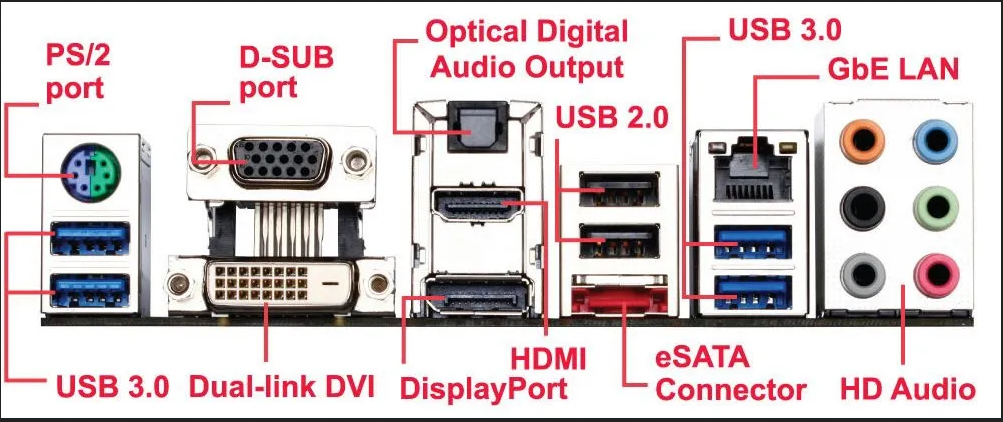 PS/2
port
D-SUB
port
Optical Digital
Audio Output
USB 2.0
USB 3.0
GbE LAN
USB 3.0
Dual-link DVI
HDMI
DisplayPort
eSATA
Connector
HD Audio